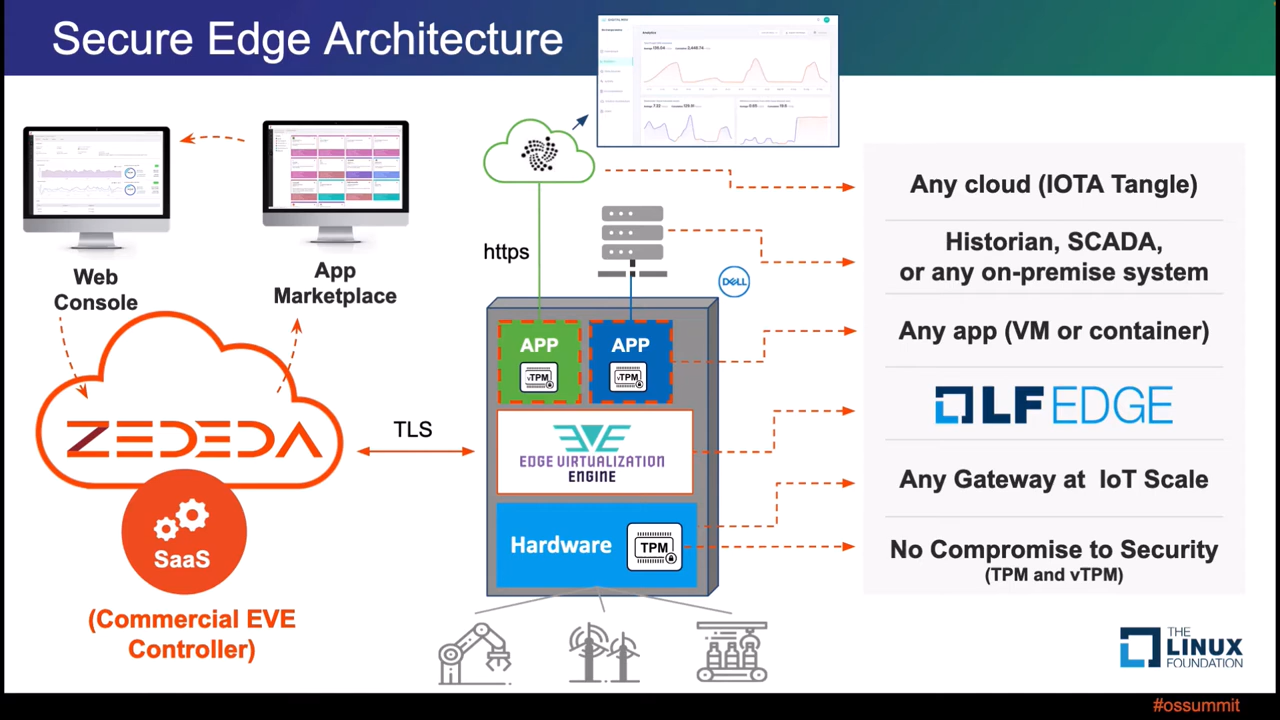 Secure Edge Architecture
Analytics
Web
Console
App
Marketplace
ZEDEDA
SaaS
(Commercial EVE
Controller)
TLS
https
DELL
APP
vTPM
APP
vTPM
EVE
EDGE VIRTUALIZATION
ENGINE
Hardware
TPM
Any cloud (IOTA Tangle)
Historian, SCADA,
or any on-premise system
Any app (VM or container)
LF EDGE
Any Gateway at IoT Scale
No Compromise to Security
(TPM and vTPM)
THE
LINUX
FOUNDATION
#ossummit